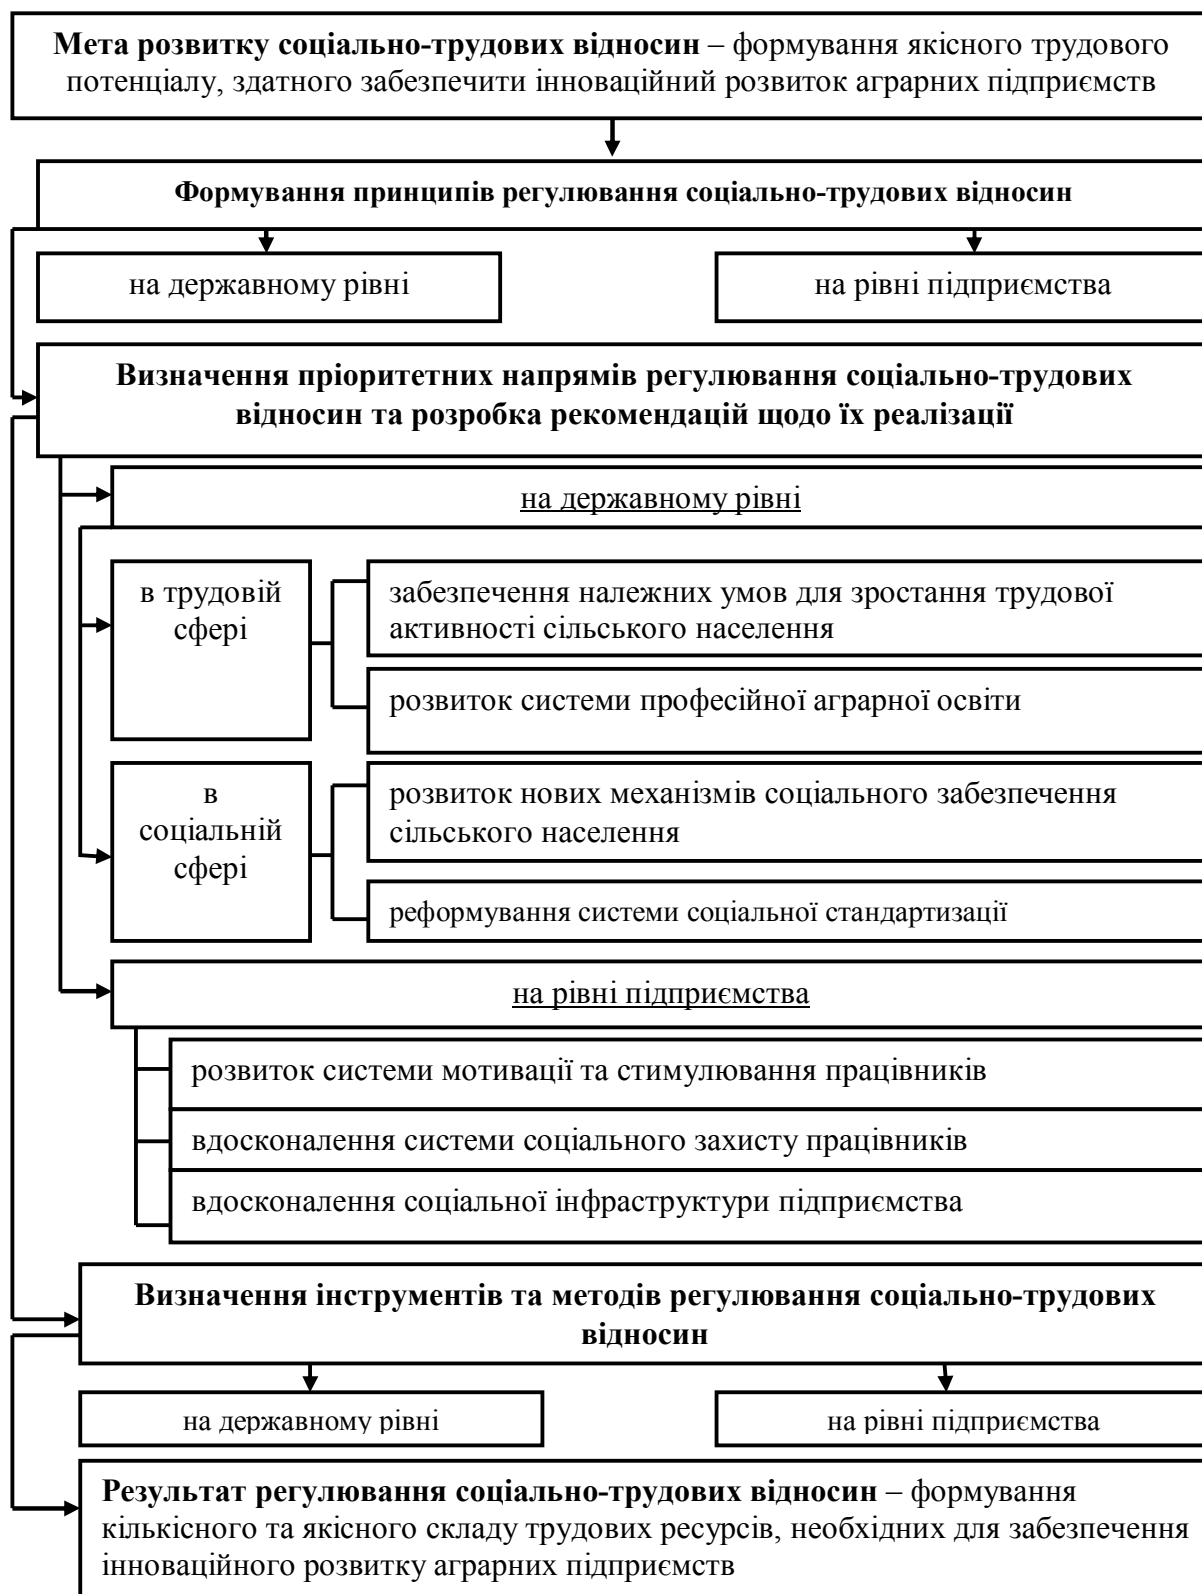 Мета розвитку соціально-трудових відносин – формування якісного трудового
потенціалу, здатного забезпечити інноваційний розвиток аграрних підприємств
Формування принципів регулювання соціально-трудових відносин
на державному рівні
на рівні підприємства
Визначення пріоритетних напрямів регулювання соціально-трудових
відносин та розробка рекомендацій щодо їх реалізації
на державному рівні
в трудовій
сфері
забезпечення належних умов для зростання трудової
активності сільського населення
розвиток системи професійної аграрної освіти
в
соціальній
сфері
розвиток нових механізмів соціального забезпечення
сільського населення
реформування системи соціальної стандартизації
на рівні підприємства
розвиток системи мотивації та стимулювання працівників
вдосконалення системи соціального захисту працівників
вдосконалення соціальної інфраструктури підприємства
Визначення інструментів та методів регулювання соціально-трудових
відносин
на державному рівні
на рівні підприємства
Результат регулювання соціально-трудових відносин – формування
кількісного та якісного складу трудових ресурсів, необхідних для забезпечення
інноваційного розвитку аграрних підприємств